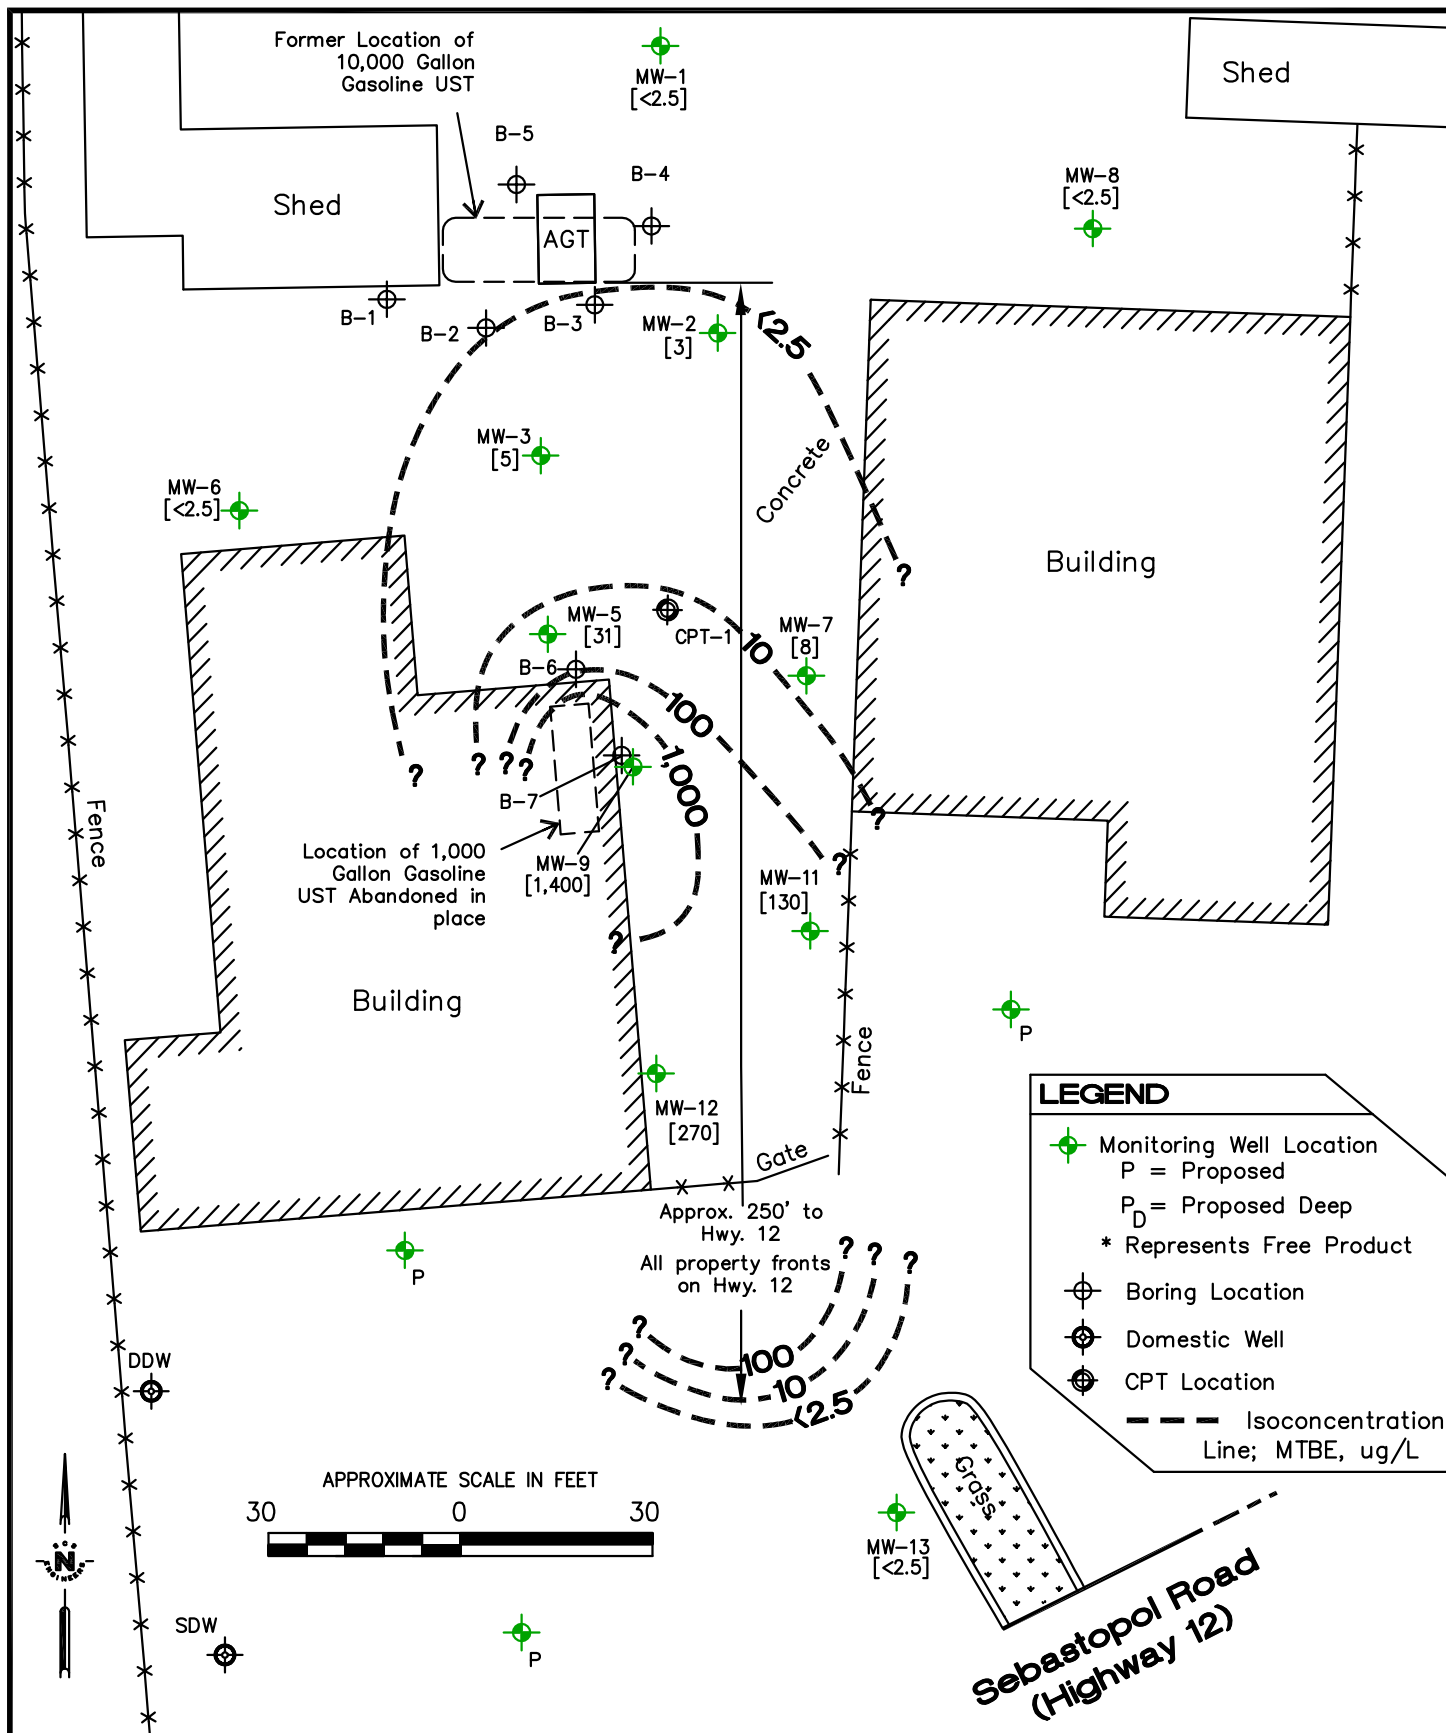 Former Location of
10,000 Gallon
Gasoline UST
MW-1
[<2.5]
Shed
B-5
B-4
MW-8
[<2.5]
Shed
AGT
B-1
B-2
B-3
MW-2
[3]
<2.5
MW-3
[5]
Concrete
MW-6
[<2.5]
Building
?
MW-5
[31]
CPT-1
10
MW-7
[8]
B-6
100
?
?
?
?
1,000
B-7
?
Location of 1,000
Gallon Gasoline
UST Abandoned in
place
MW-9
[1,400]
?
MW-11
[130]
Fence
?
Building
P
Fence
MW-12
[270]
Gate
LEGEND
Monitoring Well Location
P = Proposed
PD = Proposed Deep
* Represents Free Product
Boring Location
Domestic Well
CPT Location
Isoconcentration
Line; MTBE, ug/L
Approx. 250' to
Hwy. 12
All property fronts
on Hwy. 12
P
? ? ?
?
?
?
100
10
<2.5
DDW
Grass
APPROXIMATE SCALE IN FEET
30 0 30
N
ENGINEERS
MW-13
[<2.5]
SDW
P
Sebastopol Road
(Highway 12)